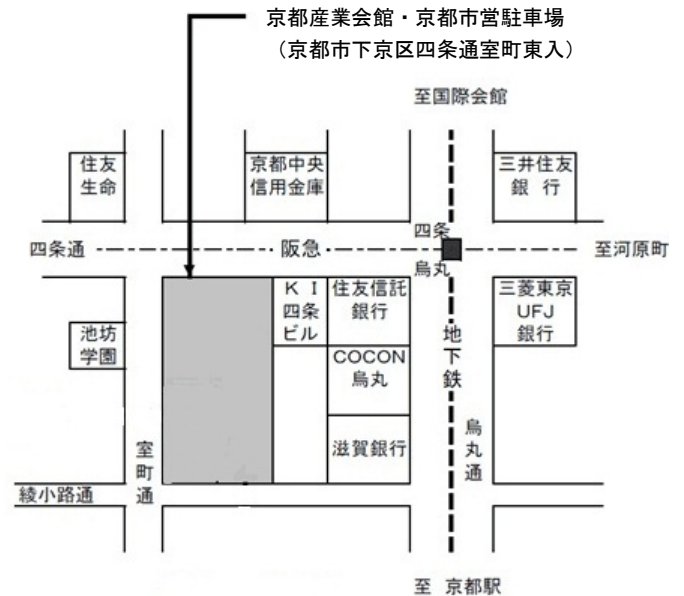 京都産業会館・京都市営駐車場
（京都市下京区四条通室町東入）
至国際会館
住友
生命
京都中央
信用金庫
三井住友
銀 行
四条通
阪急
四条
烏丸
至河原町
池坊
学園
K I
四条
ビル
住友信託
銀行
三菱東京
UFJ
銀行
COCON
烏丸
地下鉄
滋賀銀行
烏丸通
室町通
綾小路通
至 京都駅